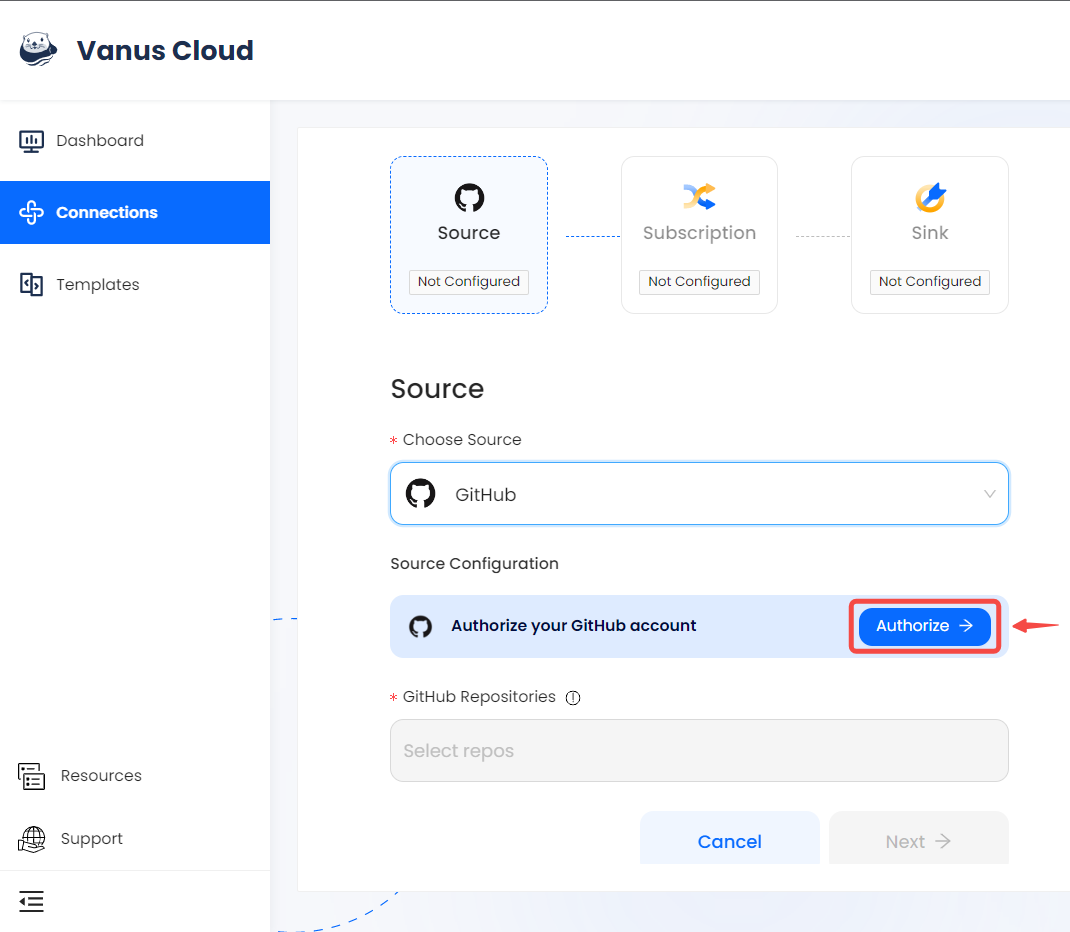 Vanus Cloud
Dashboard
Connections
Templates
Resources
Support
Source
Not Configured
Subscription
Not Configured
Sink
Not Configured
Source
* Choose Source
GitHub
Source Configuration
Authorize your GitHub account
Authorize →
* GitHub Repositories
Select repos
Cancel
Next →